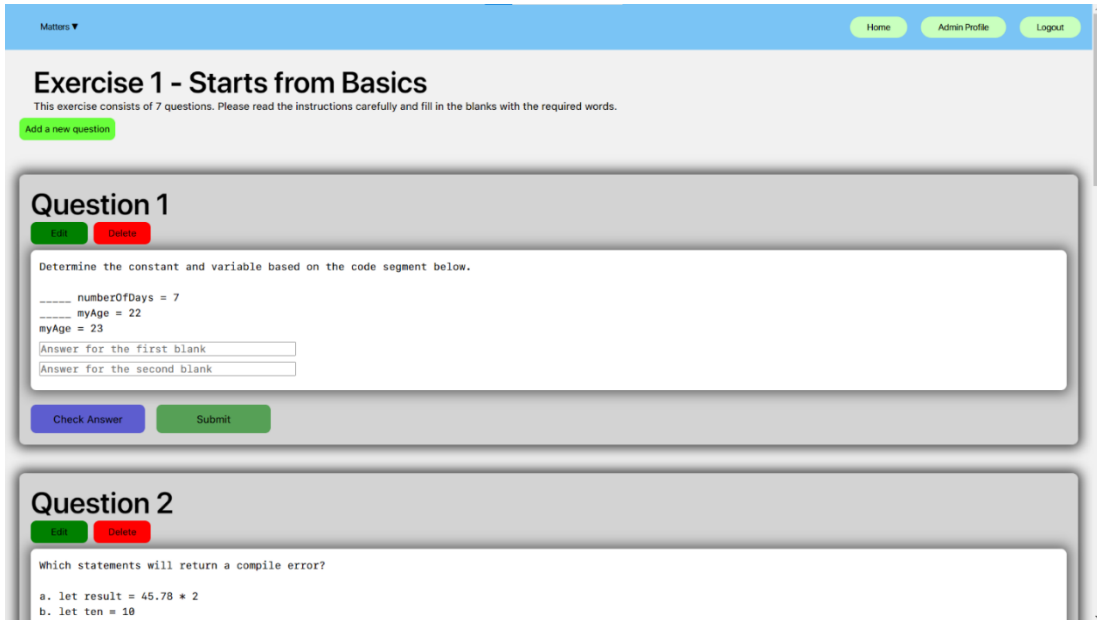 Matters ▼
Home
Admin Profile
Logout
Exercise 1 - Starts from Basics
This exercise consists of 7 questions. Please read the instructions carefully and fill in the blanks with the required words.
Add a new question
Question 1
Edit
Delete
Determine the constant and variable based on the code segment below.
_____ numberOfDays = 7
_____ myAge = 22
myAge = 23
Answer for the first blank
Answer for the second blank
Check Answer
Submit
Question 2
Edit
Delete
Which statements will return a compile error?
a. let result = 45.78 * 2
b. let ten = 10